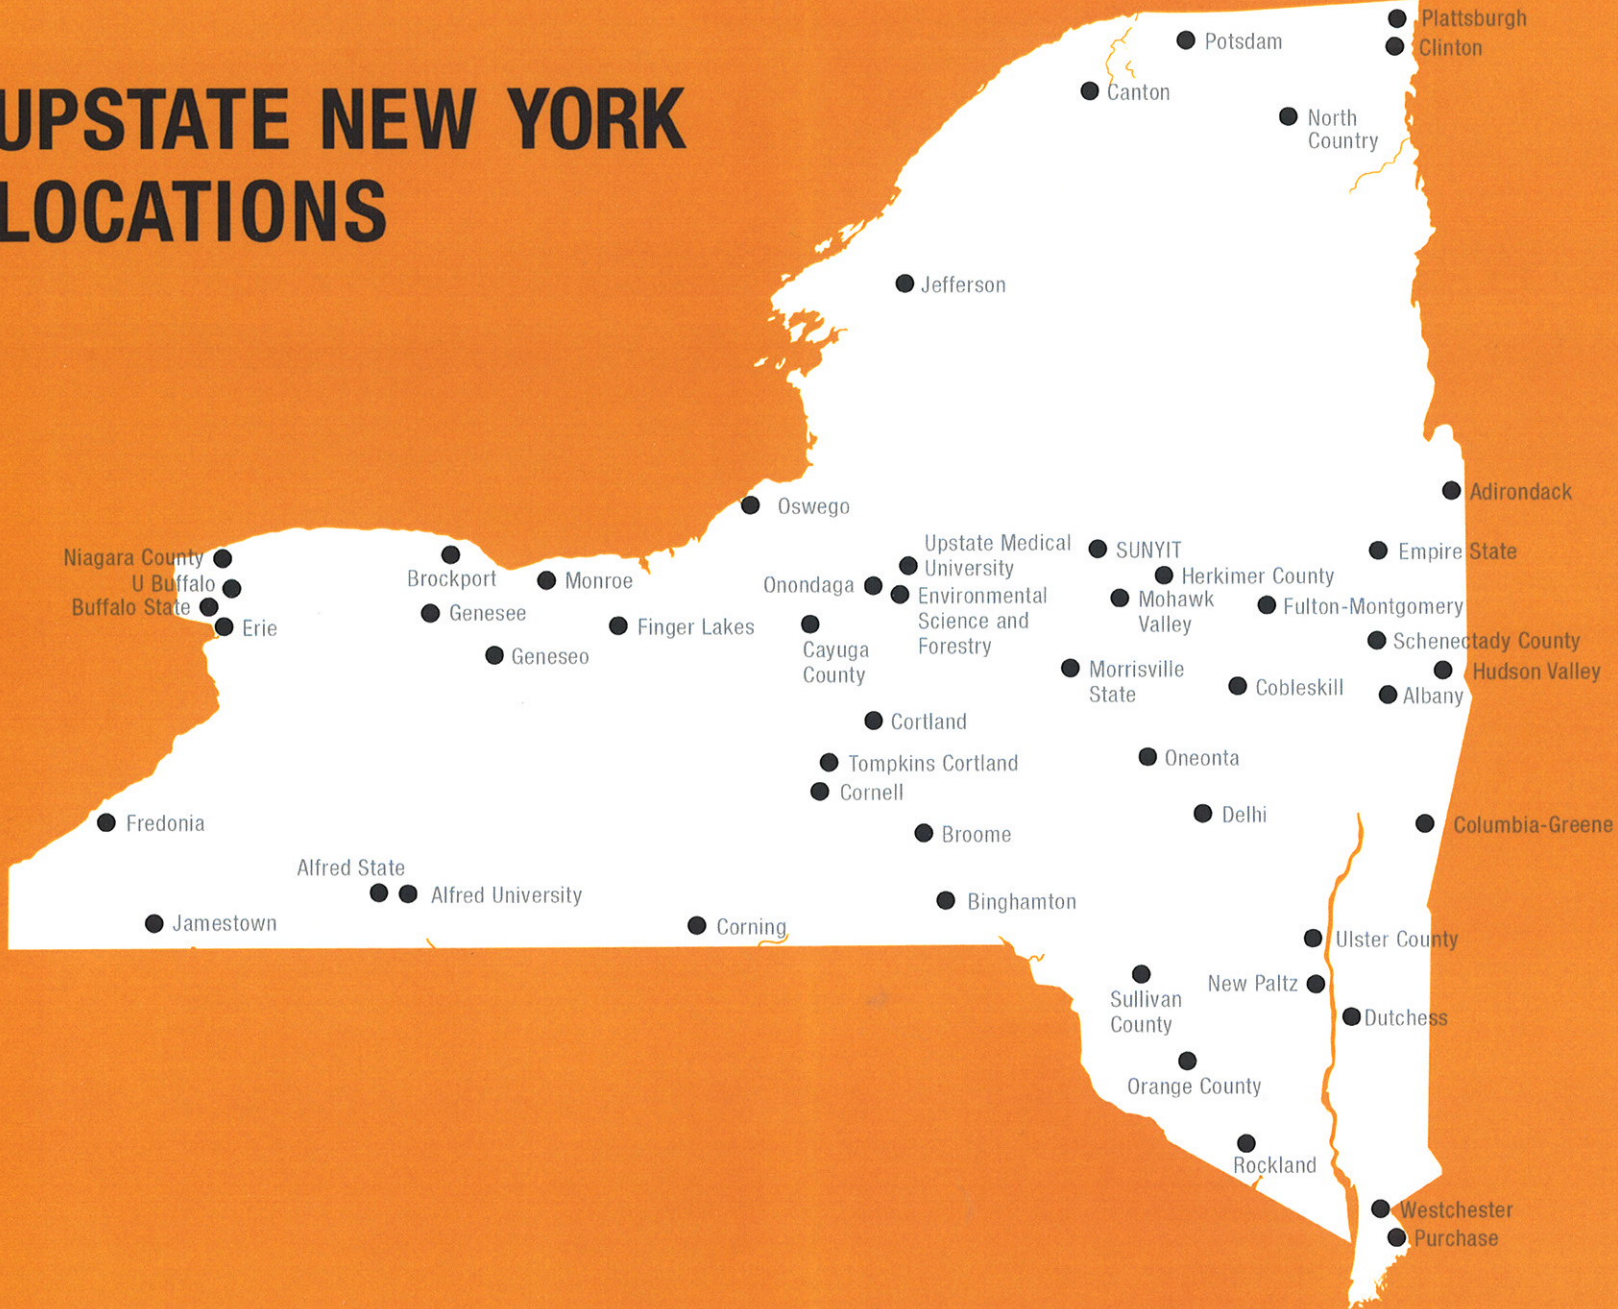 UPSTATE NEW YORK
LOCATIONS
Plattsburgh
Clinton
Potsdam
Canton
North
Country
Jefferson
Adirondack
Oswego
Niagara County
U Buffalo
Buffalo State
Erie
Brockport
Genesee
Geneseo
Monroe
Finger Lakes
Onondaga
Upstate Medical
University
Environmental
Science and
Forestry
Cayuga
County
SUNYIT
Herkimer County
Mohawk
Valley
Empire State
Fulton-Montgomery
Schenectady County
Hudson Valley
Albany
Morrisville
State
Cobleskill
Cortland
Tompkins Cortland
Cornell
Oneonta
Delhi
Broome
Columbia-Greene
Fredonia
Alfred State
Alfred University
Jamestown
Corning
Binghamton
Ulster County
New Paltz
Dutchess
Sullivan
County
Orange County
Rockland
Westchester
Purchase